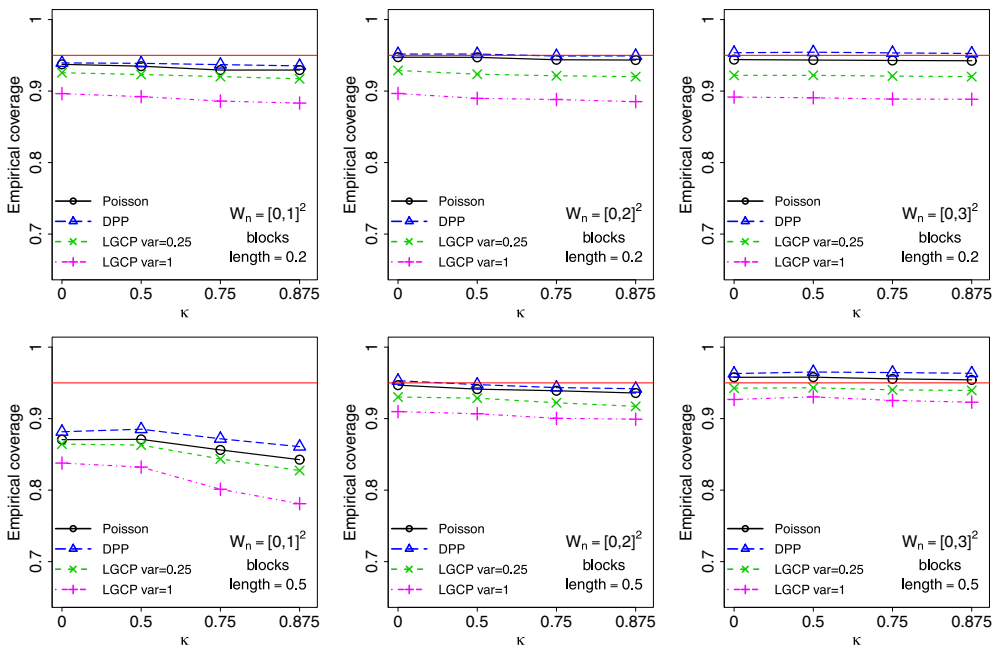 Empirical coverage
1
0.9
0.8
0.7
Poisson
DPP
LGCP var=0.25
LGCP var=1
W_n = [0,1]^2
blocks
length = 0.2
0 0.5 0.75 0.875
κ
Empirical coverage
1
0.9
0.8
0.7
Poisson
DPP
LGCP var=0.25
LGCP var=1
W_n = [0,2]^2
blocks
length = 0.2
0 0.5 0.75 0.875
κ
Empirical coverage
1
0.9
0.8
0.7
Poisson
DPP
LGCP var=0.25
LGCP var=1
W_n = [0,3]^2
blocks
length = 0.2
0 0.5 0.75 0.875
κ
Empirical coverage
1
0.9
0.8
0.7
Poisson
DPP
LGCP var=0.25
LGCP var=1
W_n = [0,1]^2
blocks
length = 0.5
0 0.5 0.75 0.875
κ
Empirical coverage
1
0.9
0.8
0.7
Poisson
DPP
LGCP var=0.25
LGCP var=1
W_n = [0,2]^2
blocks
length = 0.5
0 0.5 0.75 0.875
κ
Empirical coverage
1
0.9
0.8
0.7
Poisson
DPP
LGCP var=0.25
LGCP var=1
W_n = [0,3]^2
blocks
length = 0.5
0 0.5 0.75 0.875
κ